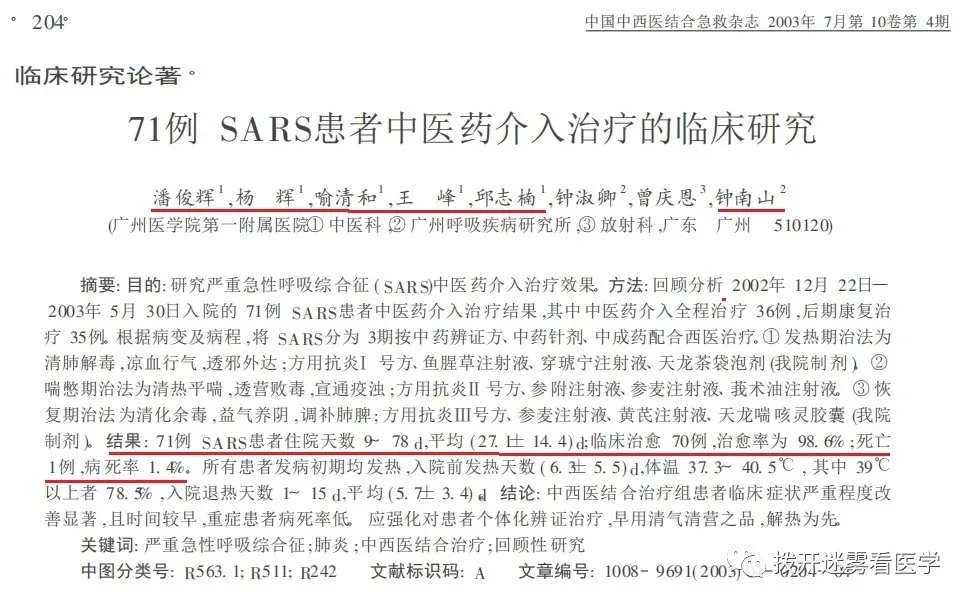 204
中国中西医结合急救杂志 2003年 7月第 10卷第 4期
临床研究论著
71例 SARS患者中医药介入治疗的临床研究
潘俊辉1,杨 辉1,喻清和1,王 峰1,邱志楠1,钟淑卿2,曾庆恩3,钟南山2
(广州医学院第一附属医院① 中医科,② 广州呼吸疾病研究所,③ 放射科,广东 广州 510120)
摘要: 目的: 研究严重急性呼吸综合征 (SARS)中医药介入治疗效果。方法: 回顾分析 2002年 12月 22日—
2003年 5月 30日入院的 71例 SARS患者中医药介入治疗结果,其中中医药介入全程治疗 36例,后期康复治
疗 35例。根据病变及病程,将 SARS分为 3期按中药辨证方、中药针剂、中成药配合西医治疗。① 发热期治法为
清肺解毒,凉血行气,透邪外达;方用抗炎Ⅰ号方、鱼腥草注射液、穿琥宁注射液、天龙茶袋泡剂(我院制剂)。②
喘憋期治法为清热平喘,透营败毒,宣通疫浊;方用抗炎Ⅱ号方、参附注射液、参麦注射液、莪术油注射液。③ 恢
复期治法为清化余毒,益气养阴,调补肺脾;方用抗炎Ⅲ号方、参麦注射液、黄芪注射液、天龙喘咳灵胶囊(我院
制剂)。结果: 71例 SARS患者住院天数 9~ 78 d,平均 (27.1± 14.4) d;临床治愈 70例,治愈率为 98.6% ;死亡
1例,病死率 1.4%。所有患者发病初期均发热,入院前发热天数 (6.3± 5.5) d,体温 37.3~ 40.5℃ ,其中 39℃
以上者 78.5% ,入院退热天数 1~ 15 d,平均 (5.7± 3.4) d。结论: 中西医结合治疗组患者临床症状严重程度改
善显著,且时间较早,重症患者病死率低。 应强化对患者个体化辨证治疗,早用清气清营之品,解热为先。
关键词: 严重急性呼吸综合征;肺炎;中西医结合治疗;回顾性研究
中图分类号: R563.1; R511; R242 文献标识码: A 文章编号: 1008- 9691(2003)
拨开迷雾看医学